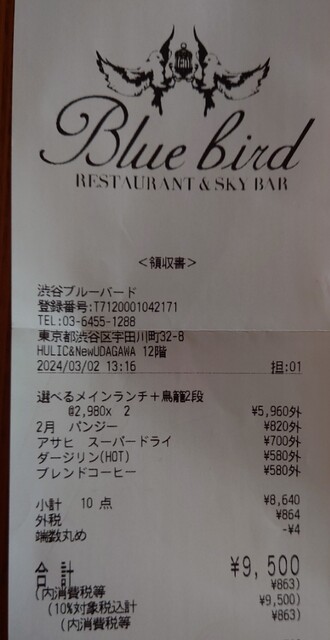 Blue bird
RESTAURANT & SKY BAR
<領収書>
渋谷ブルーバード
登録番号:T7120001042171
TEL:03-6455-1288
東京都渋谷区宇田川町32-8
HULIC&NewUDAGAWA 12階
2024/03/02 13:16 担:01
選べるメインランチ+鳥籠2段
@2,980x 2 ¥5,960外
2月 パンジー ¥820外
アサヒ スーパードライ ¥700外
ダージリン(HOT) ¥580外
ブレンドコーヒー ¥580外
小計 10 点 ¥8,640
外税 ¥864
端数丸め -¥4
合計 ¥9,500
(内消費税等 ¥863)
(10%対象税込計 ¥9,500)
(内消費税等 ¥863)